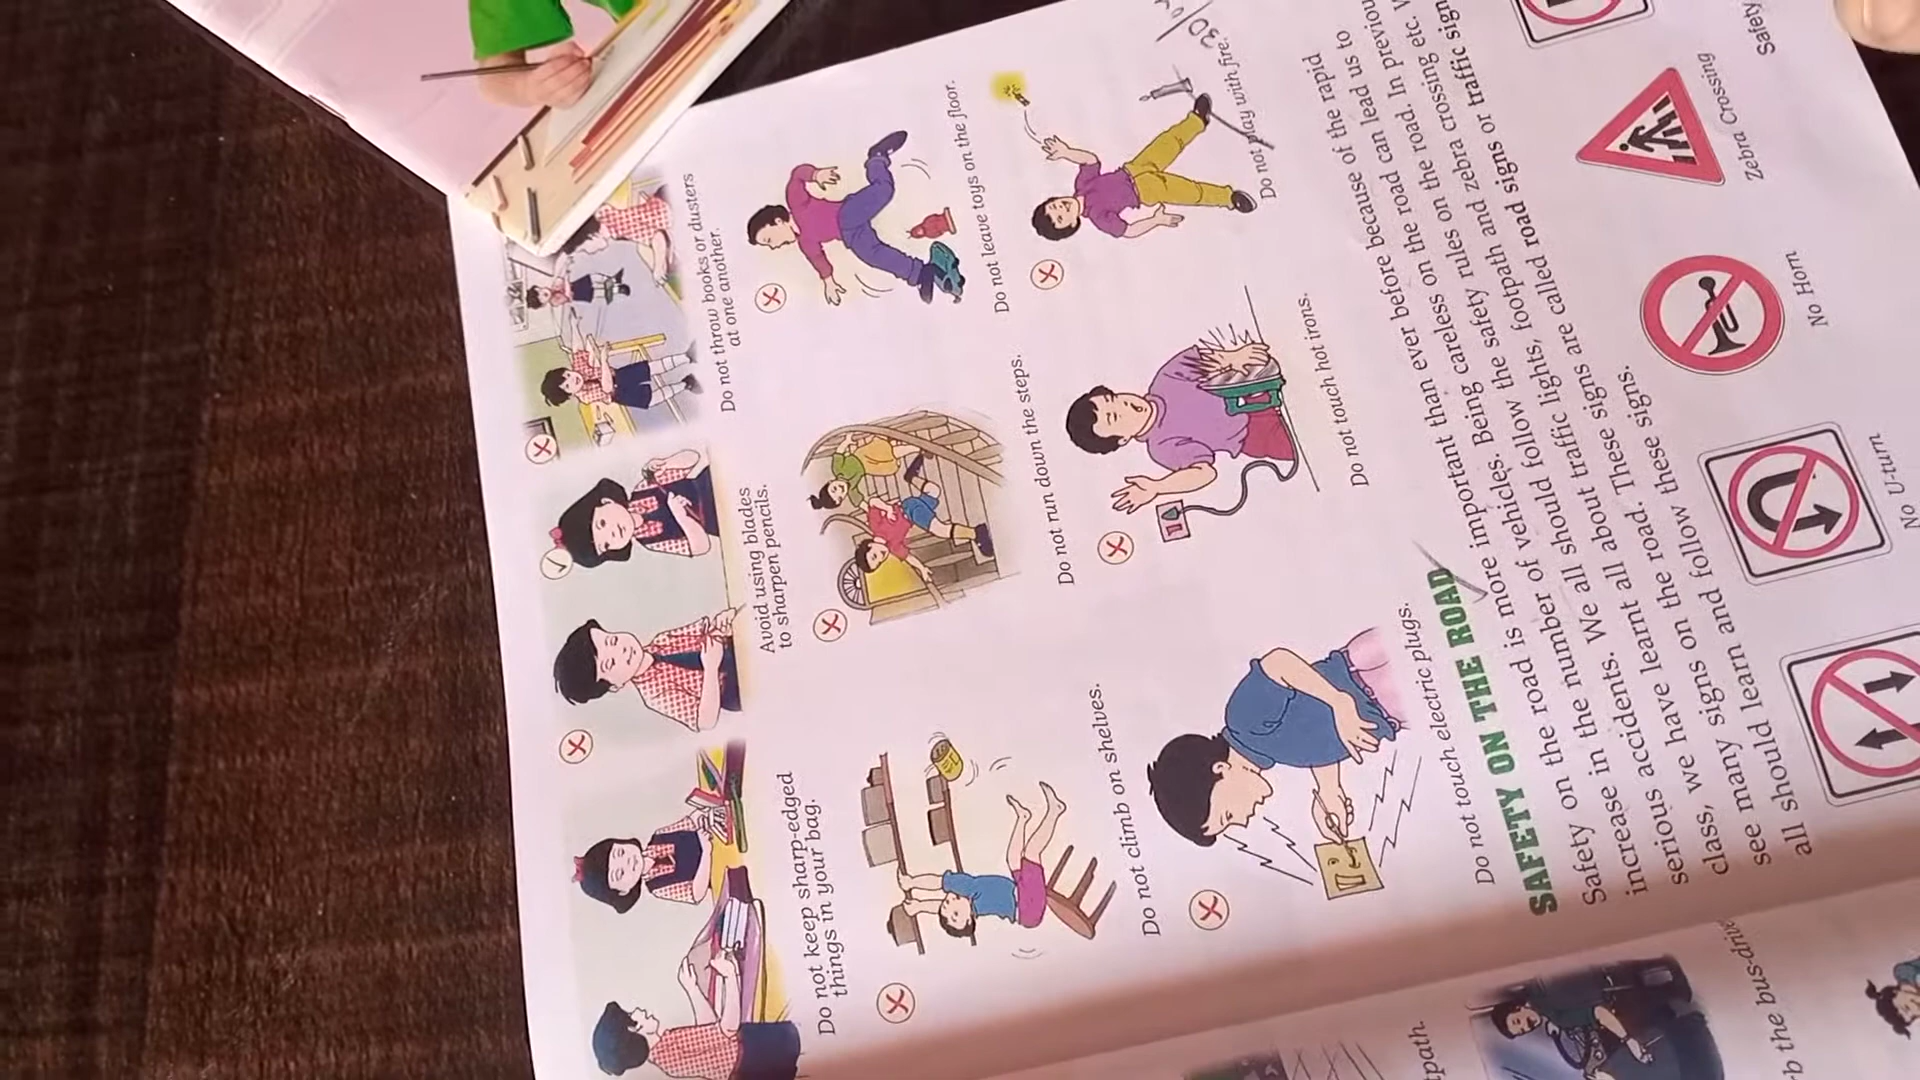 Do not keep sharp-edged
things in your bag.
Avoid using blades
to sharpen pencils.
Do not throw books or dusters
at one another.
Do not climb on shelves.
Do not run down the steps.
Do not leave toys on the floor.
Do not touch electric plugs.
Do not touch hot irons.
Do not play with fire.
30/0
SAFETY ON THE ROAD
Safety on the road is more important than ever before because of the rapid
increase in the number of vehicles. Being careless on the road can lead us to
serious accidents. We all should follow the safety rules on the road. In previou
class, we have learnt all about traffic lights, footpath and zebra crossing etc.
see many signs on the road. These signs are called road signs or traffic sign
all should learn and follow these signs.
No U-turn
No Horn
Zebra Crossing
Safety
tpath.
b the bus-driv